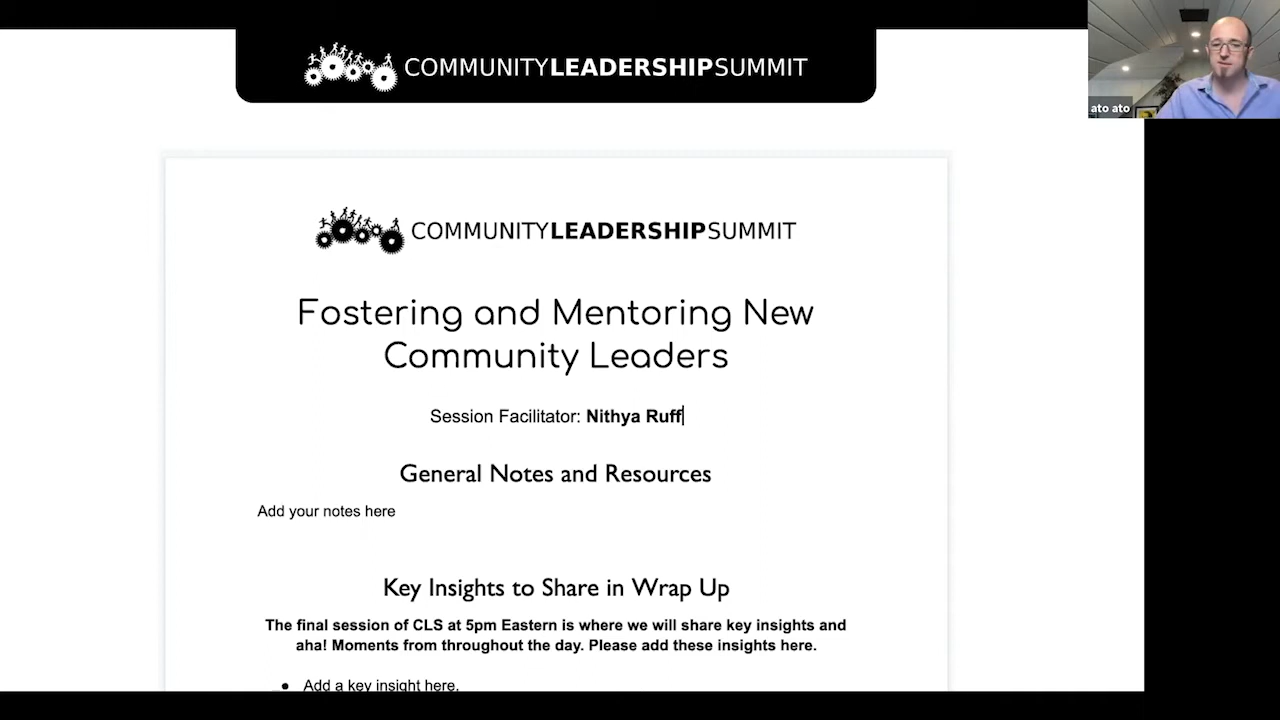 COMMUNITYLEADERSHIPSUMMIT
ato ato
COMMUNITYLEADERSHIPSUMMIT
Fostering and Mentoring New
Community Leaders
Session Facilitator: Nithya Ruff
General Notes and Resources
Add your notes here
Key Insights to Share in Wrap Up
The final session of CLS at 5pm Eastern is where we will share key insights and
aha! Moments from throughout the day. Please add these insights here.
● Add a key insight here.